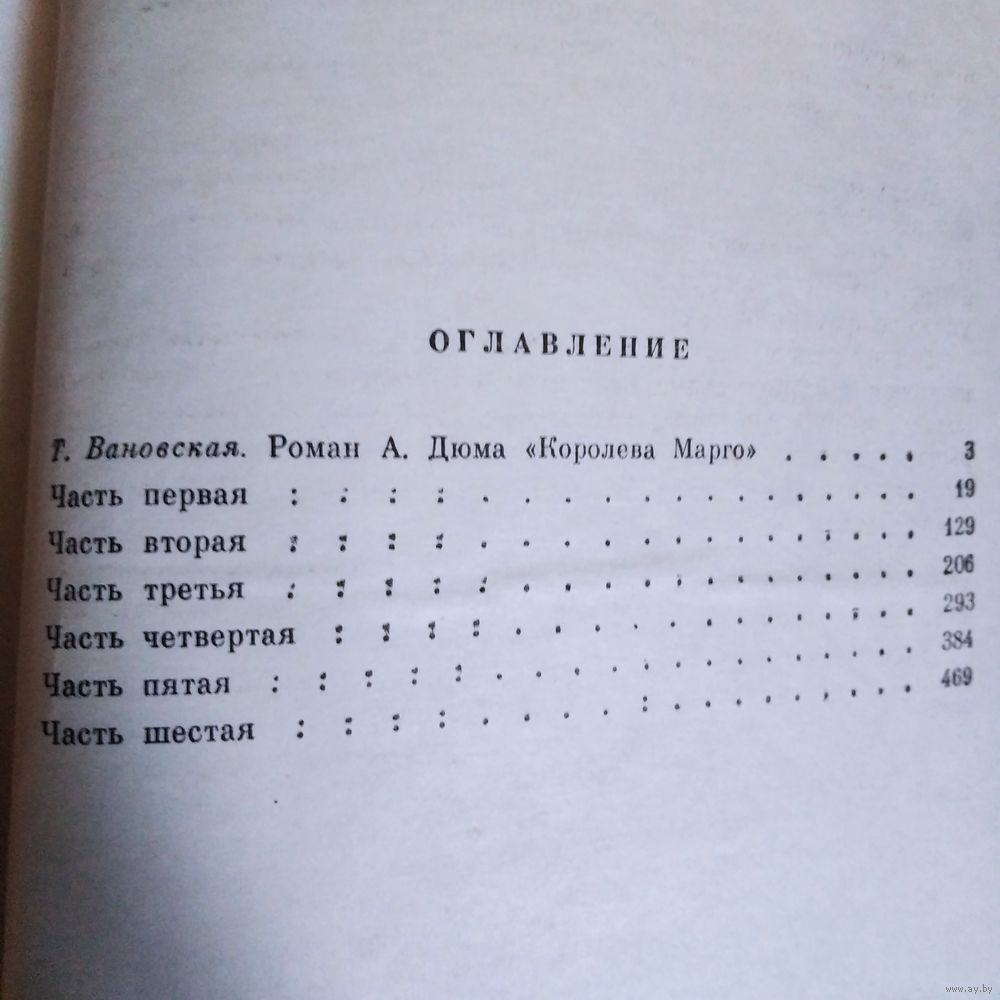 ОГЛАВЛЕНИЕ
Т. Вановская. Роман А. Дюма «Королева Марго» . . . . . 3
Часть первая : : : : . . . . . . . . . . . 19
Часть вторая : : : : . . . . . . . . . . . 129
Часть третья : : : : : . . . . . . . . . . 206
Часть четвертая : : : : . . . . . . . . . . 293
Часть пятая : : : : : . . . . . . . . . . 384
Часть шестая : : : : . . . . : . . . . . . . 469
www.ay.by